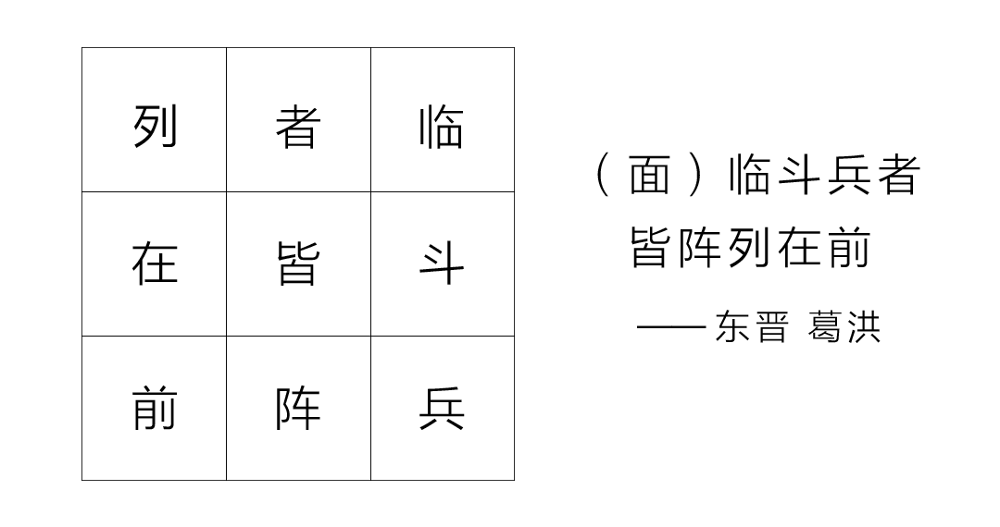 列 者 临
在 皆 斗
前 阵 兵
（面）临斗兵者
皆阵列在前
——东晋 葛洪